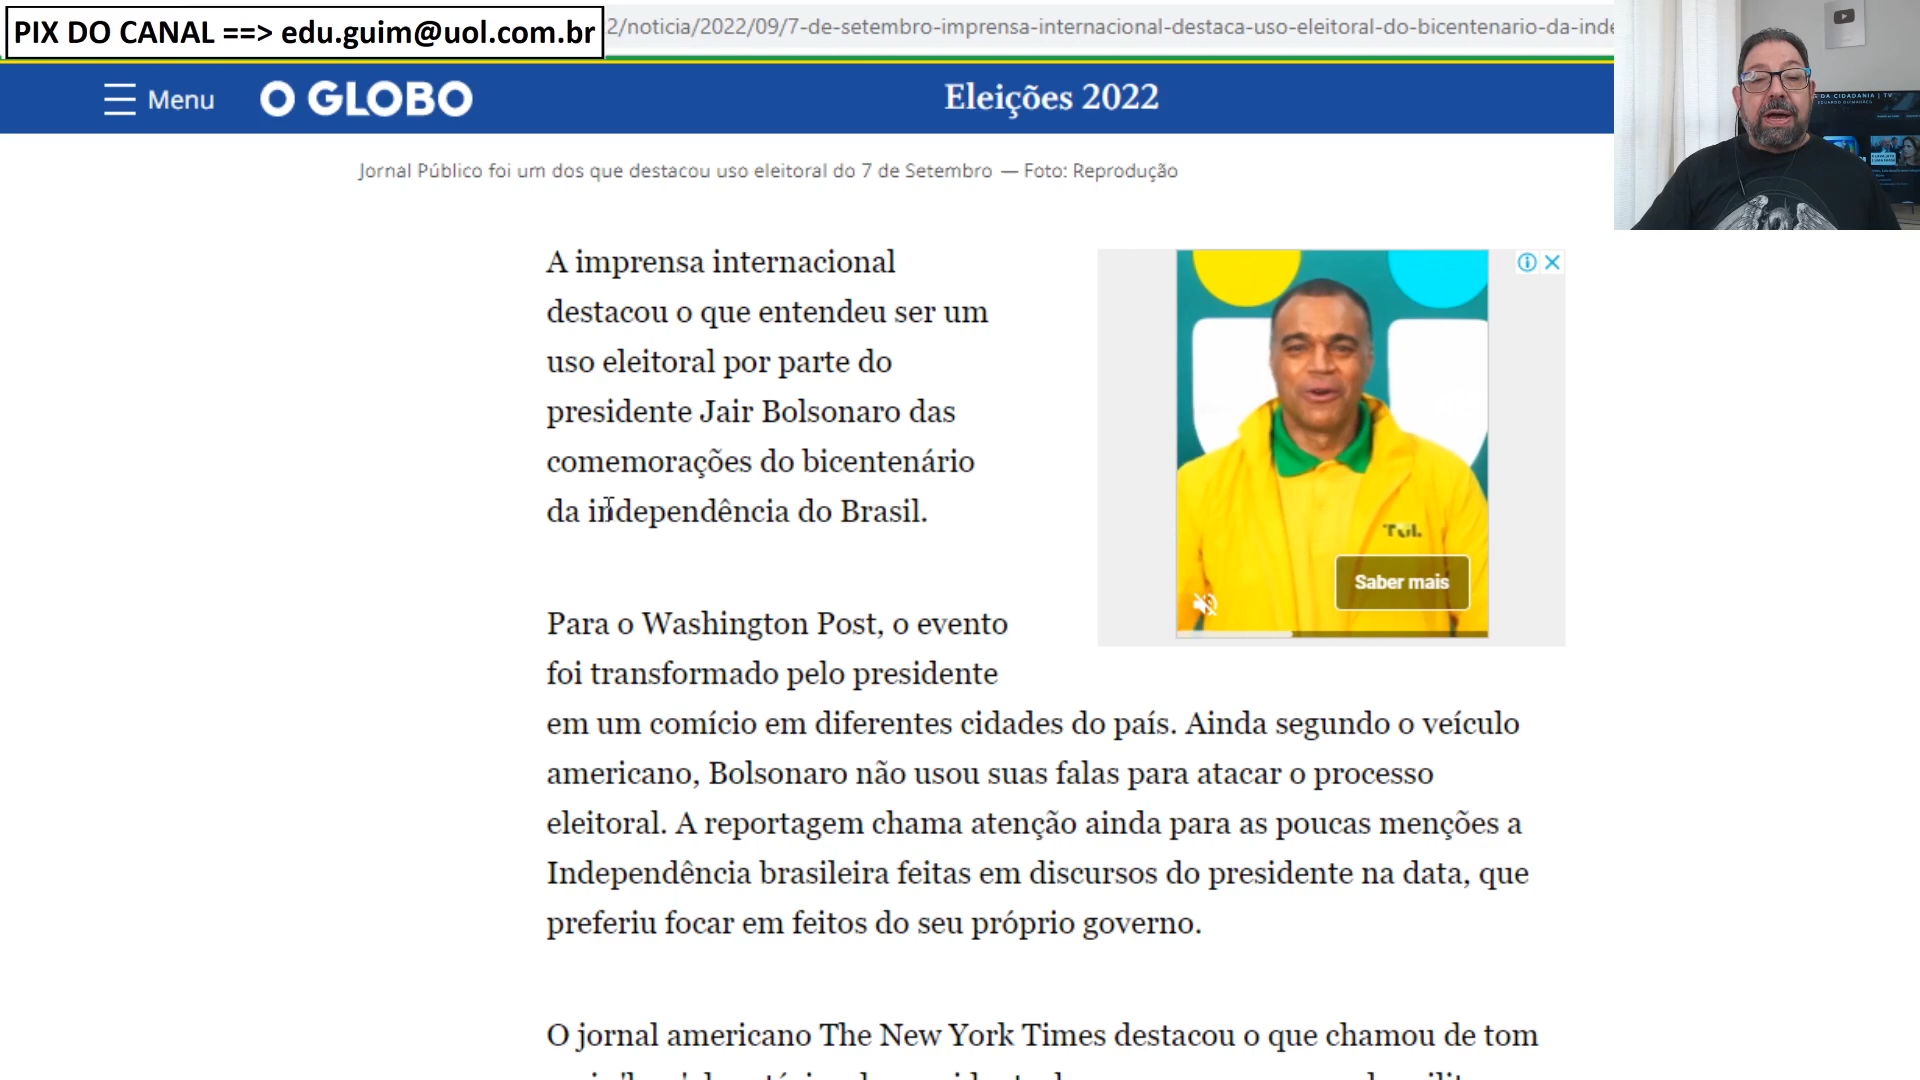 PIX DO CANAL ==> edu.guim@uol.com.br
2/noticia/2022/09/7-de-setembro-imprensa-internacional-destaca-uso-eleitoral-do-bicentenario-da-inde
Menu
O GLOBO
Eleições 2022
DA CIDADANIA | TV
EDUARDO GUIMARÃES
Jornal Público foi um dos que destacou uso eleitoral do 7 de Setembro — Foto: Reprodução
A imprensa internacional
destacou o que entendeu ser um
uso eleitoral por parte do
presidente Jair Bolsonaro das
comemorações do bicentenário
da independência do Brasil.
Saber mais
Para o Washington Post, o evento
foi transformado pelo presidente
em um comício em diferentes cidades do país. Ainda segundo o veículo
americano, Bolsonaro não usou suas falas para atacar o processo
eleitoral. A reportagem chama atenção ainda para as poucas menções a
Independência brasileira feitas em discursos do presidente na data, que
preferiu focar em feitos do seu próprio governo.
O jornal americano The New York Times destacou o que chamou de tom